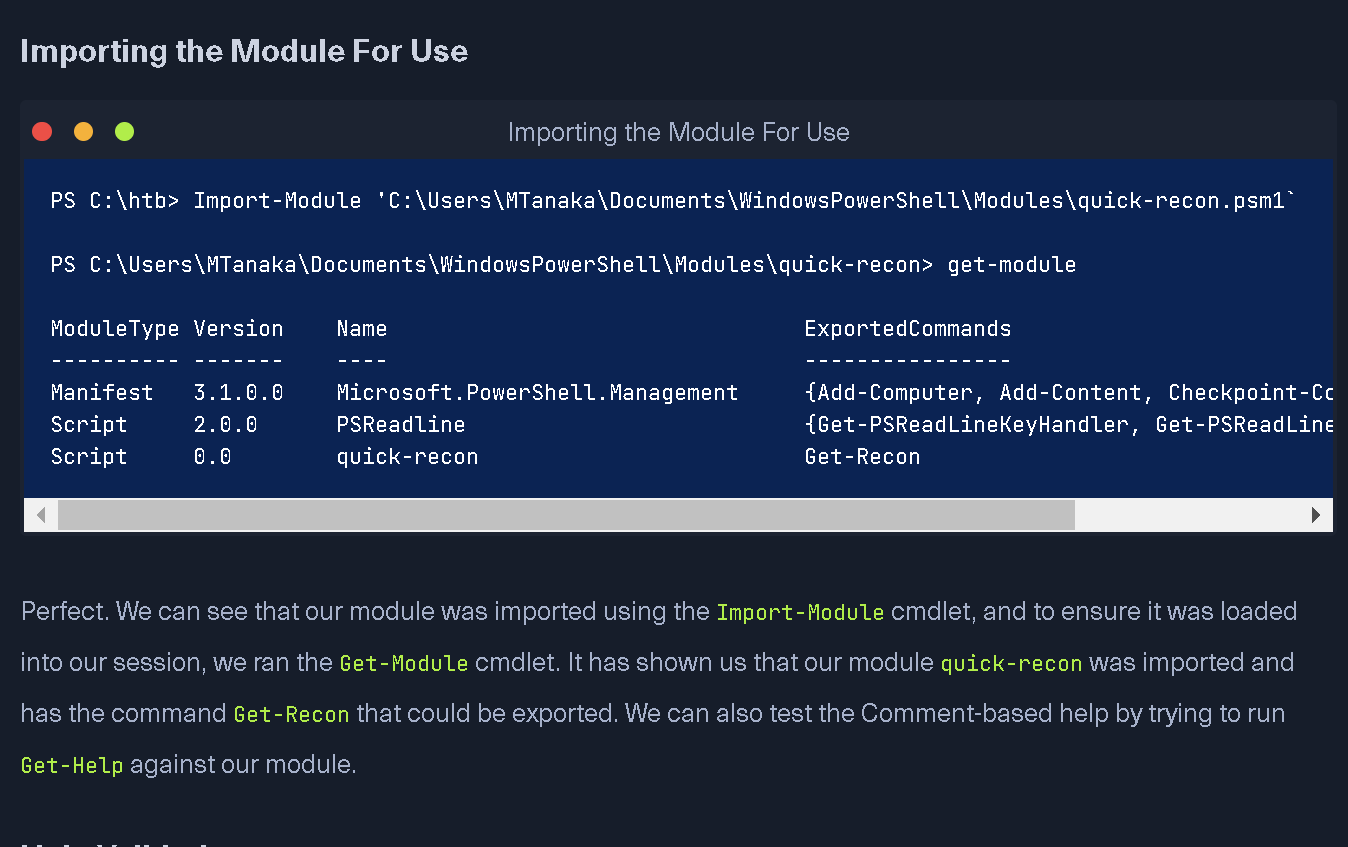 Importing the Module For Use
Importing the Module For Use
PS C:\htb> Import-Module 'C:\Users\MTanaka\Documents\WindowsPowerShell\Modules\quick-recon.psm1`
PS C:\Users\MTanaka\Documents\WindowsPowerShell\Modules\quick-recon> get-module
ModuleType Version    Name                                ExportedCommands
---------- -------    ----                                ----------------
Manifest   3.1.0.0    Microsoft.PowerShell.Management     {Add-Computer, Add-Content, Checkpoint-Co
Script     2.0.0      PSReadline                          {Get-PSReadLineKeyHandler, Get-PSReadLine
Script     0.0        quick-recon                         Get-Recon
Perfect. We can see that our module was imported using the Import-Module cmdlet, and to ensure it was loaded
into our session, we ran the Get-Module cmdlet. It has shown us that our module quick-recon was imported and
has the command Get-Recon that could be exported. We can also test the Comment-based help by trying to run
Get-Help against our module.